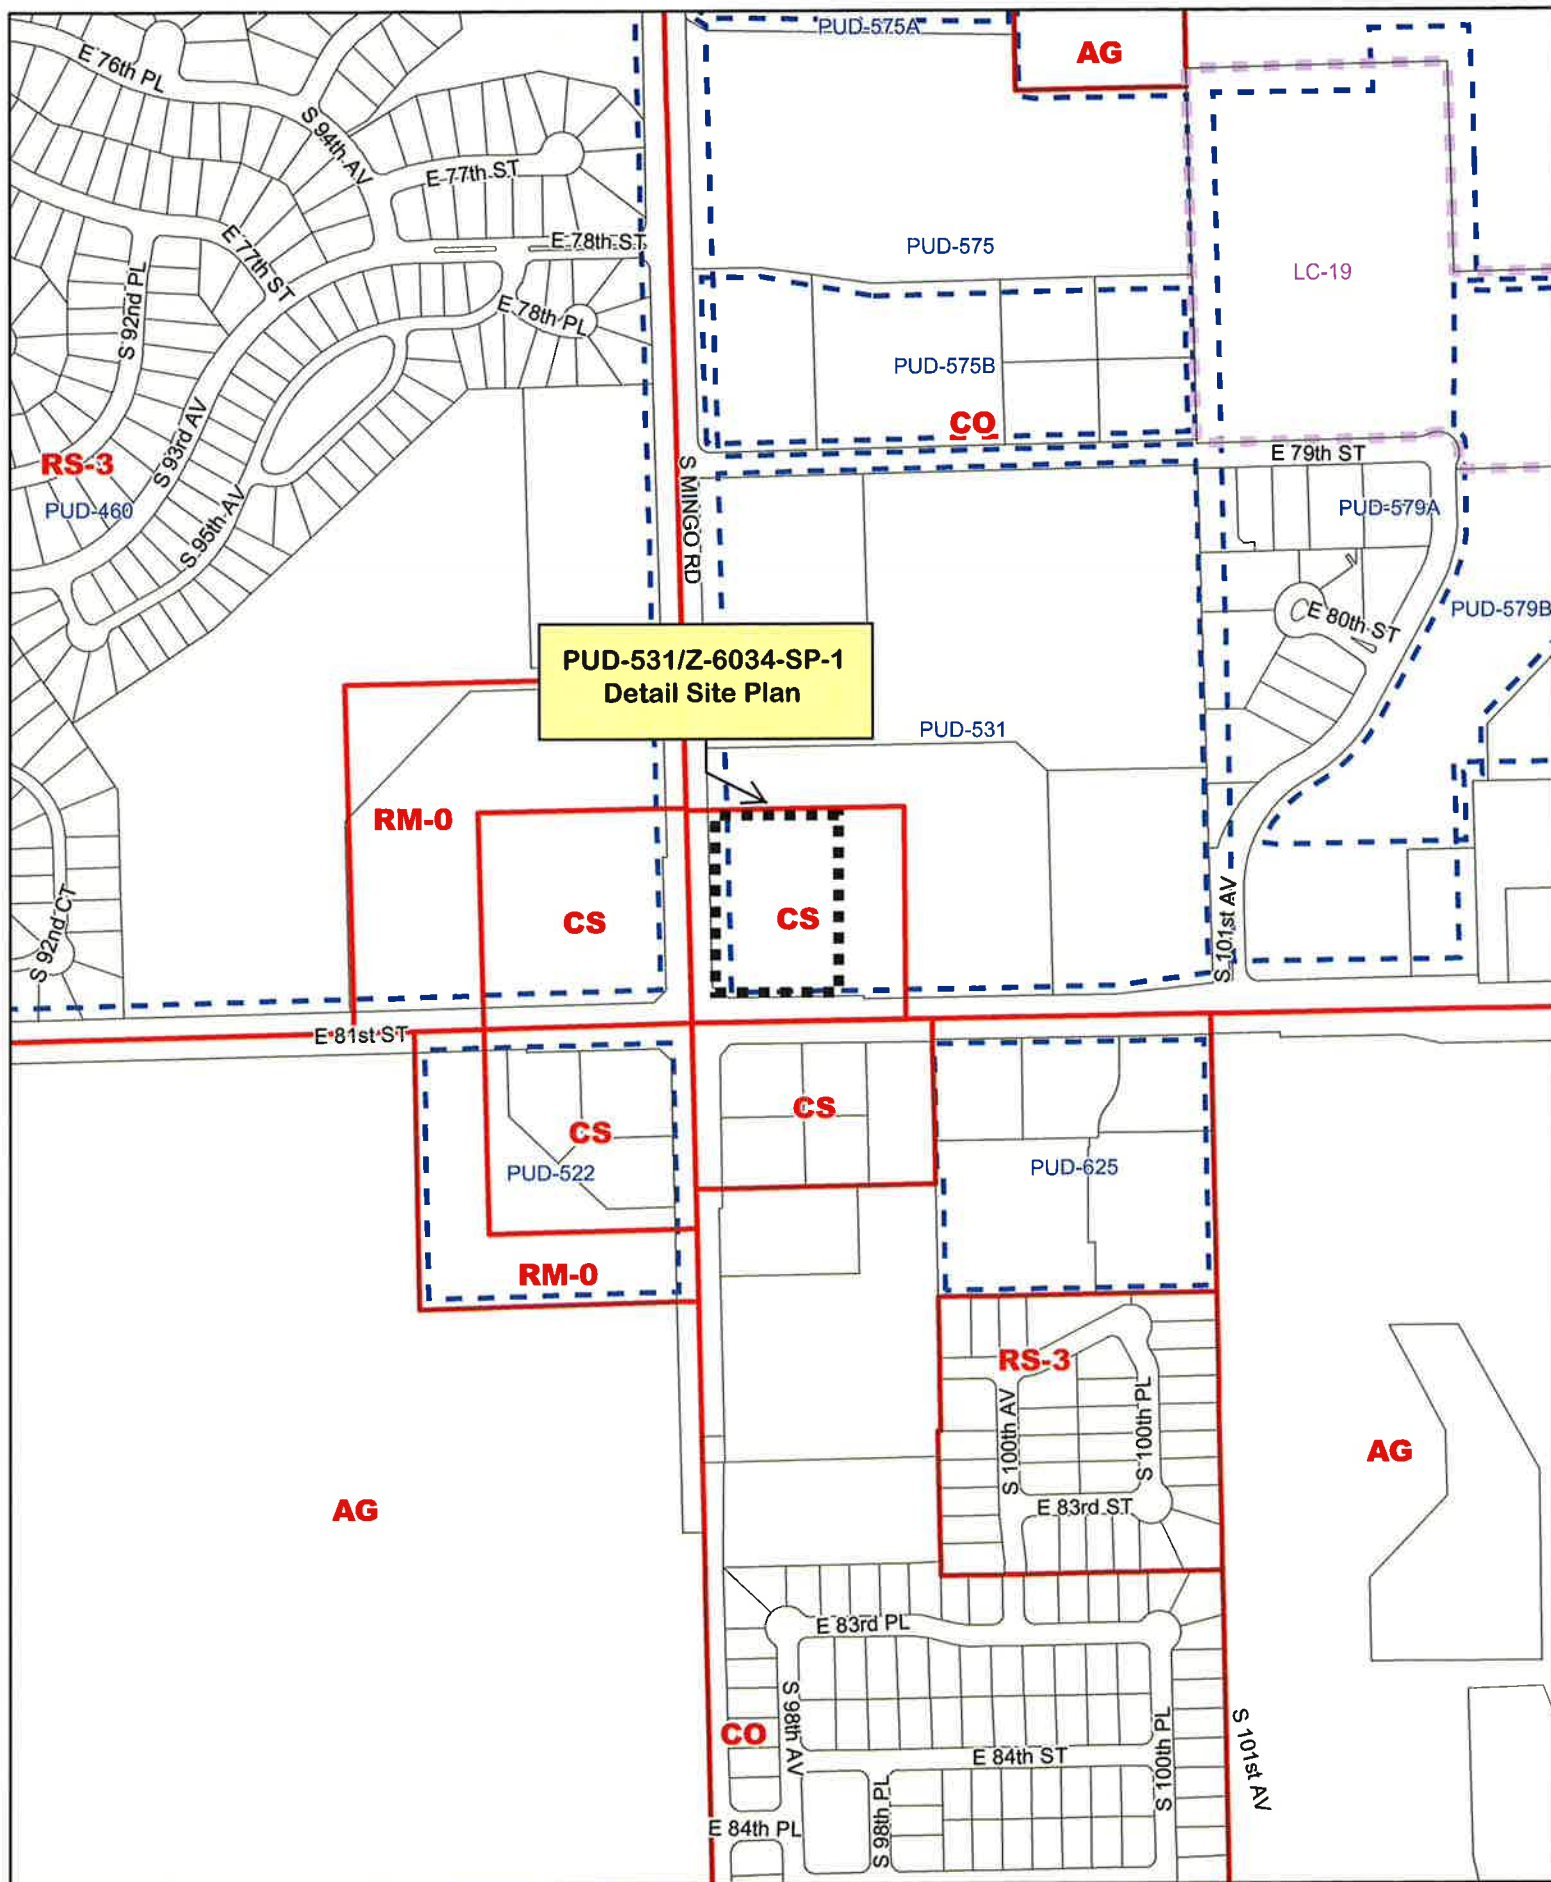 PUD-575A
AG
E 76th PL
S 94th AV
E 77th ST
E 78th ST
PUD-575
LC-19
E 77th ST
S 92nd PL
E 78th PL
PUD-575B
CO
S 93rd AV
E 79th ST
RS-3
PUD-460
S 95th AV
S MINGO RD
PUD-579A
E 80th ST
PUD-579B
PUD-531/Z-6034-SP-1
Detail Site Plan
PUD-531
RM-0
CS
CS
S 92nd CT
S 101st AV
E 81st ST
CS
CS
PUD-522
PUD-625
RM-0
RS-3
S 100th AV
S 100th PL
AG
AG
E 83rd ST
E 83rd PL
S 98th AV
CO
E 84th ST
S 100th PL
S 101st AV
E 84th PL
S 98th PL